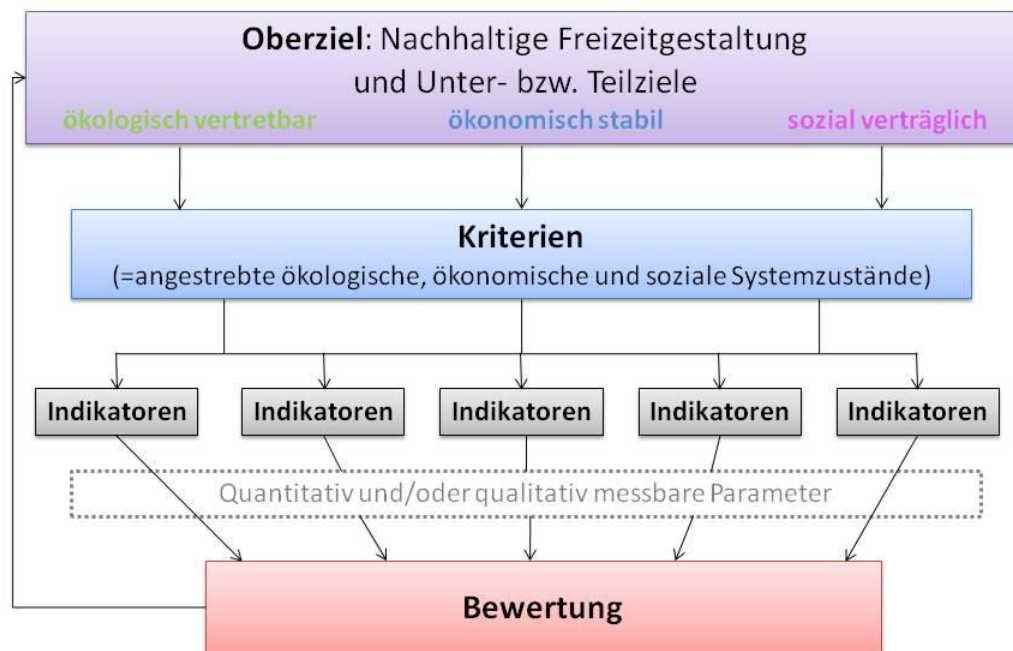 Oberziel: Nachhaltige Freizeitgestaltung
und Unter- bzw. Teilziele
ökologisch vertretbar ökonomisch stabil sozial verträglich
Kriterien
(=angestrebte ökologische, ökonomische und soziale Systemzustände)
Indikatoren Indikatoren Indikatoren Indikatoren Indikatoren
Quantitativ und/oder qualitativ messbare Parameter
Bewertung